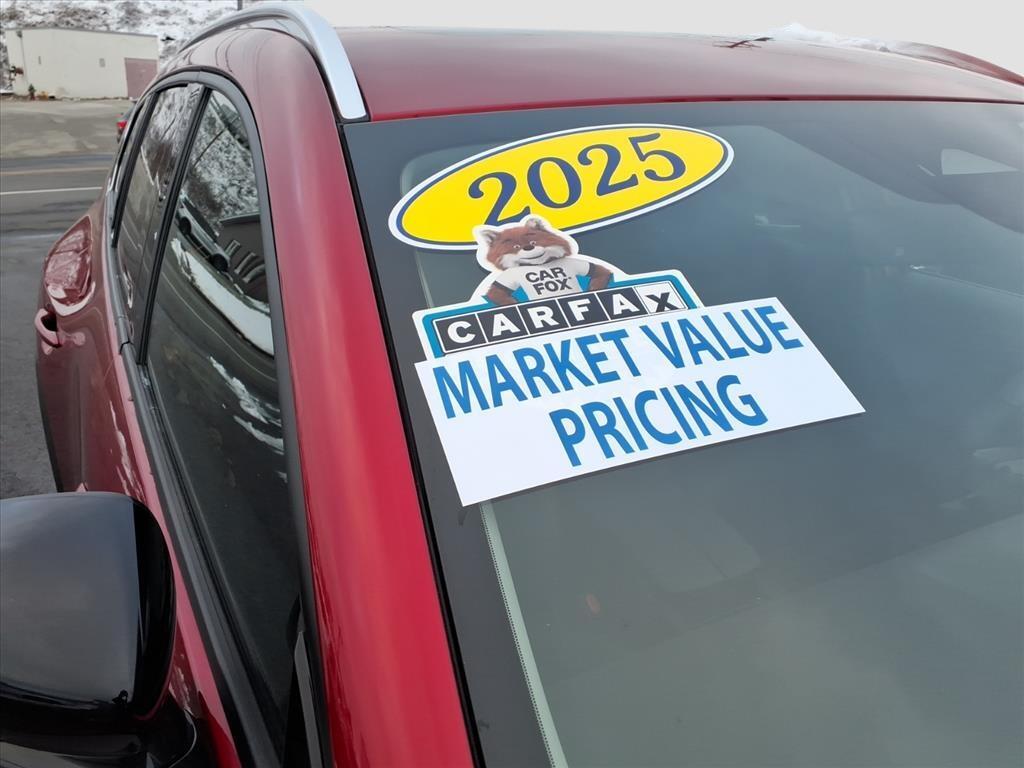 2025
CAR
FOX
CARFAX
MARKET VALUE
PRICING